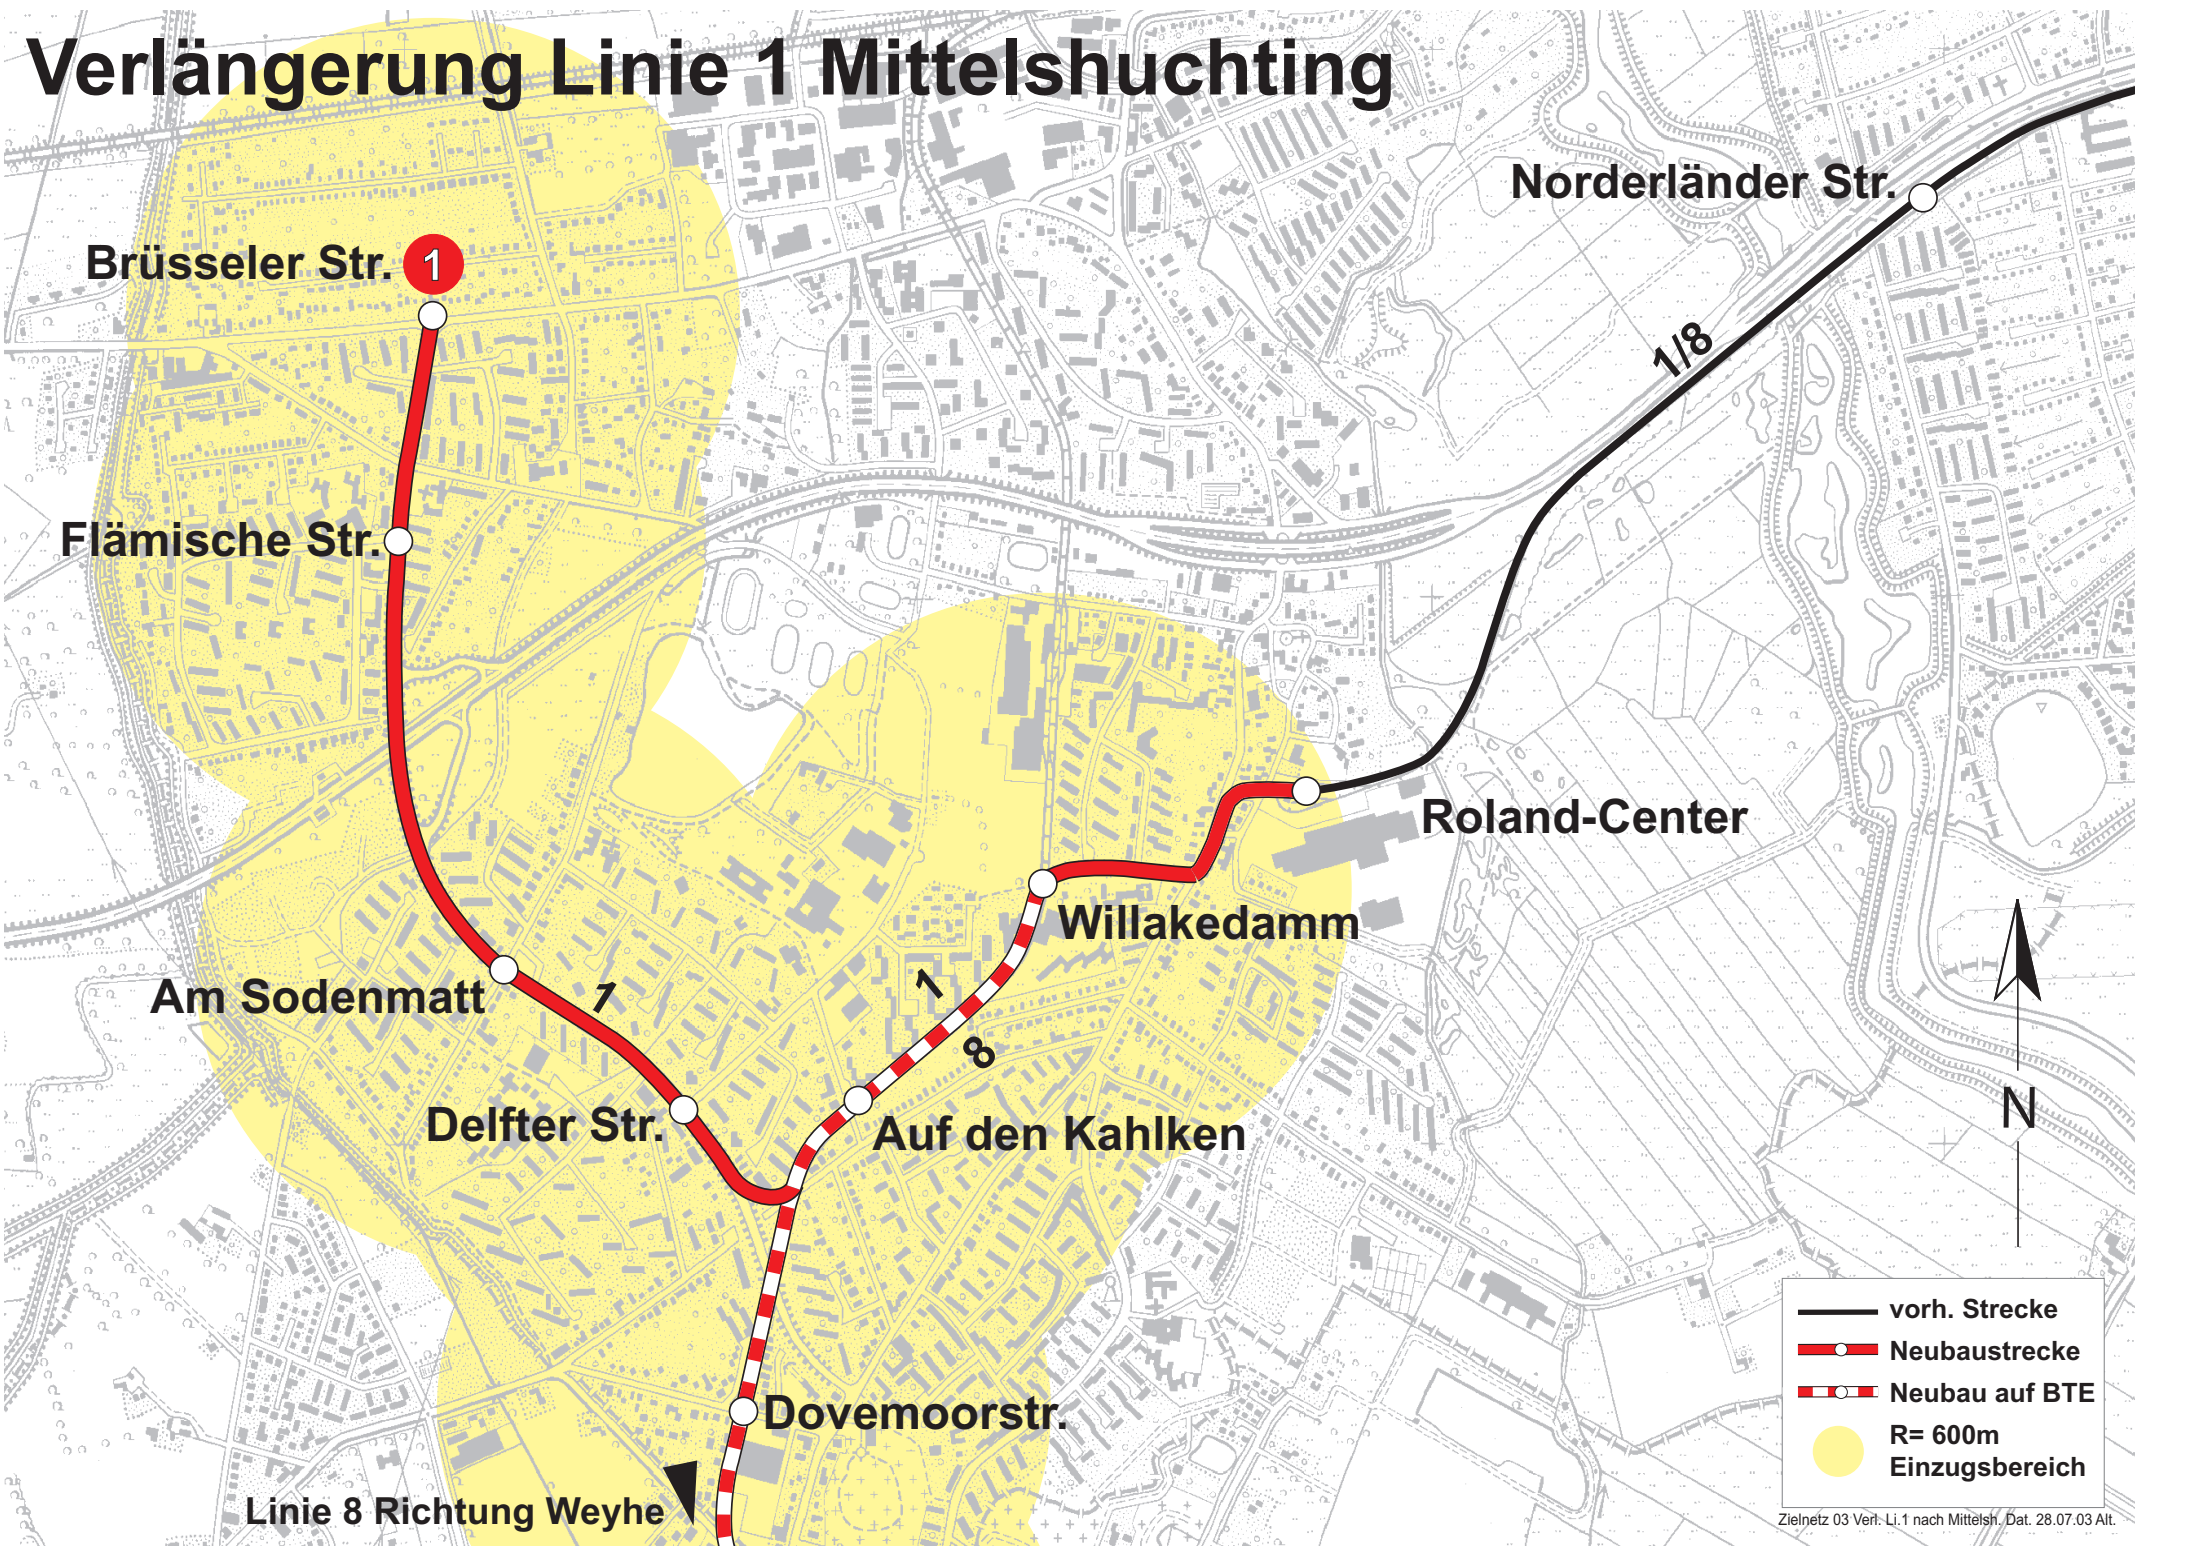 Verlängerung Linie 1 Mittelshuchting
Norderländer Str.
Brüsseler Str.
1
1/8
Flämische Str.
Roland-Center
Willakedamm
Am Sodenmatt
1
1
8
Delfter Str.
Auf den Kahlken
N
Dovemoorstr.
Linie 8 Richtung Weyhe
vorh. Strecke
Neubaustrecke
Neubau auf BTE
R= 600m
Einzugsbereich
Zielnetz 03 Verl. Li.1 nach Mittelsh. Dat. 28.07.03 Alt.